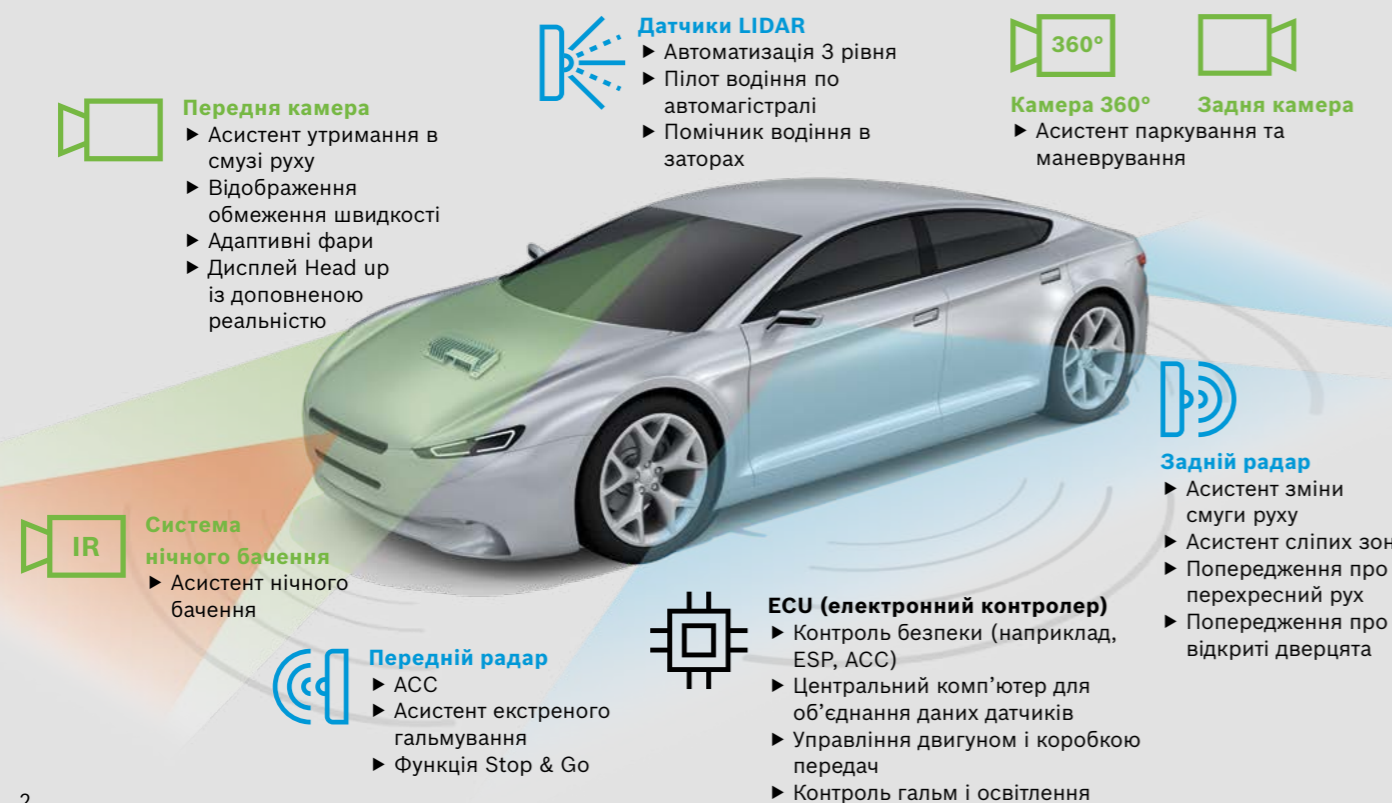 Передня камера
▶ Асистент утримання в
смузі руху
▶ Відображення
обмеження швидкості
▶ Адаптивні фари
▶ Дисплей Head up
із доповненою
реальністю
Датчики LIDAR
▶ Автоматизація 3 рівня
▶ Пілот водіння по
автомагістралі
▶ Помічник водіння в
заторах
360°
Камера 360°
Задня камера
▶ Асистент паркування та
маневрування
IR
Система
нічного бачення
▶ Асистент нічного
бачення
Передній радар
▶ ACC
▶ Асистент екстреного
гальмування
▶ Функція Stop & Go
ECU (електронний контролер)
▶ Контроль безпеки (наприклад,
ESP, ACC)
▶ Центральний комп’ютер для
об’єднання даних датчиків
▶ Управління двигуном і коробкою
передач
▶ Контроль гальм і освітлення
Задній радар
▶ Асистент зміни
смуги руху
▶ Асистент сліпих зон
▶ Попередження про
перехресний рух
▶ Попередження про
відкриті дверцята
2